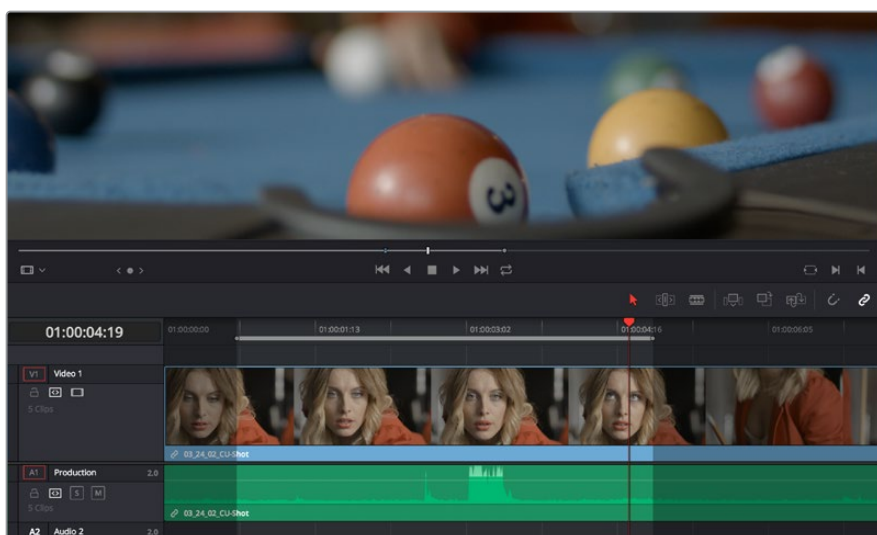 3
01:00:04:19
01:00:00:00
01:00:01:13
01:00:03:02
01:00:04:16
01:00:06:05
V1 Video 1
5 Clips
03_24_02_CU-Shot
A1 Production 2.0
S M
5 Clips
03_24_02_CU-Shot
A2 Audio 2 2.0